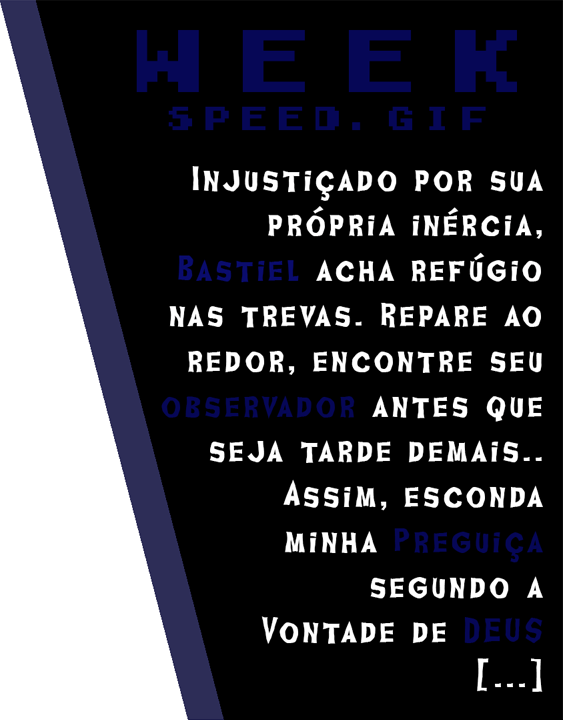 WEEK
SPEED.GIF
Injustiçado por sua
própria inércia,
Bastiel acha refúgio
nas trevas. Repare ao
redor, encontre seu
observador antes que
seja tarde demais..
Assim, esconda
minha Preguiça
segundo a
Vontade de DEUS
[...]